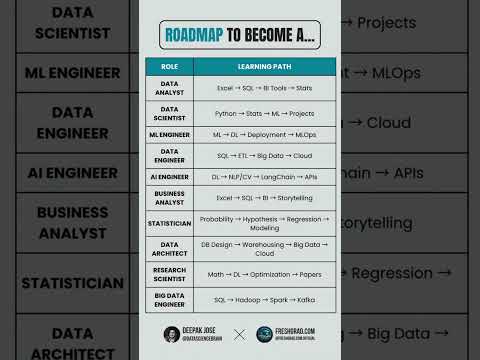 ROADMAP TO BECOME A...
ROLE LEARNING PATH
DATA ANALYST Excel → SQL → BI Tools → Stats
DATA SCIENTIST Python → Stats → ML → Projects
ML ENGINEER ML → DL → Deployment → MLOps
DATA ENGINEER SQL → ETL → Big Data → Cloud
AI ENGINEER DL → NLP/CV → LangChain → APIs
BUSINESS ANALYST Excel → SQL → BI → Storytelling
STATISTICIAN Probability → Hypothesis → Regression →
Modeling
DATA ARCHITECT DB Design → Warehousing → Big Data →
Cloud
RESEARCH SCIENTIST Math → DL → Optimization → Papers
BIG DATA ENGINEER SQL → Hadoop → Spark → Kafka
DEEPAK JOSE
@DATASCIENCEBRAIN
FRESHGRAD.COM
DATA
SCIENTIST
ML ENGINEER
DATA
ENGINEER
AI ENGINEER
BUSINESS
ANALYST
STATISTICIAN
DATA
ARCHITECT
→ Projects
→ MLOps
→ Cloud
→ APIs
Regression →
Big Data →